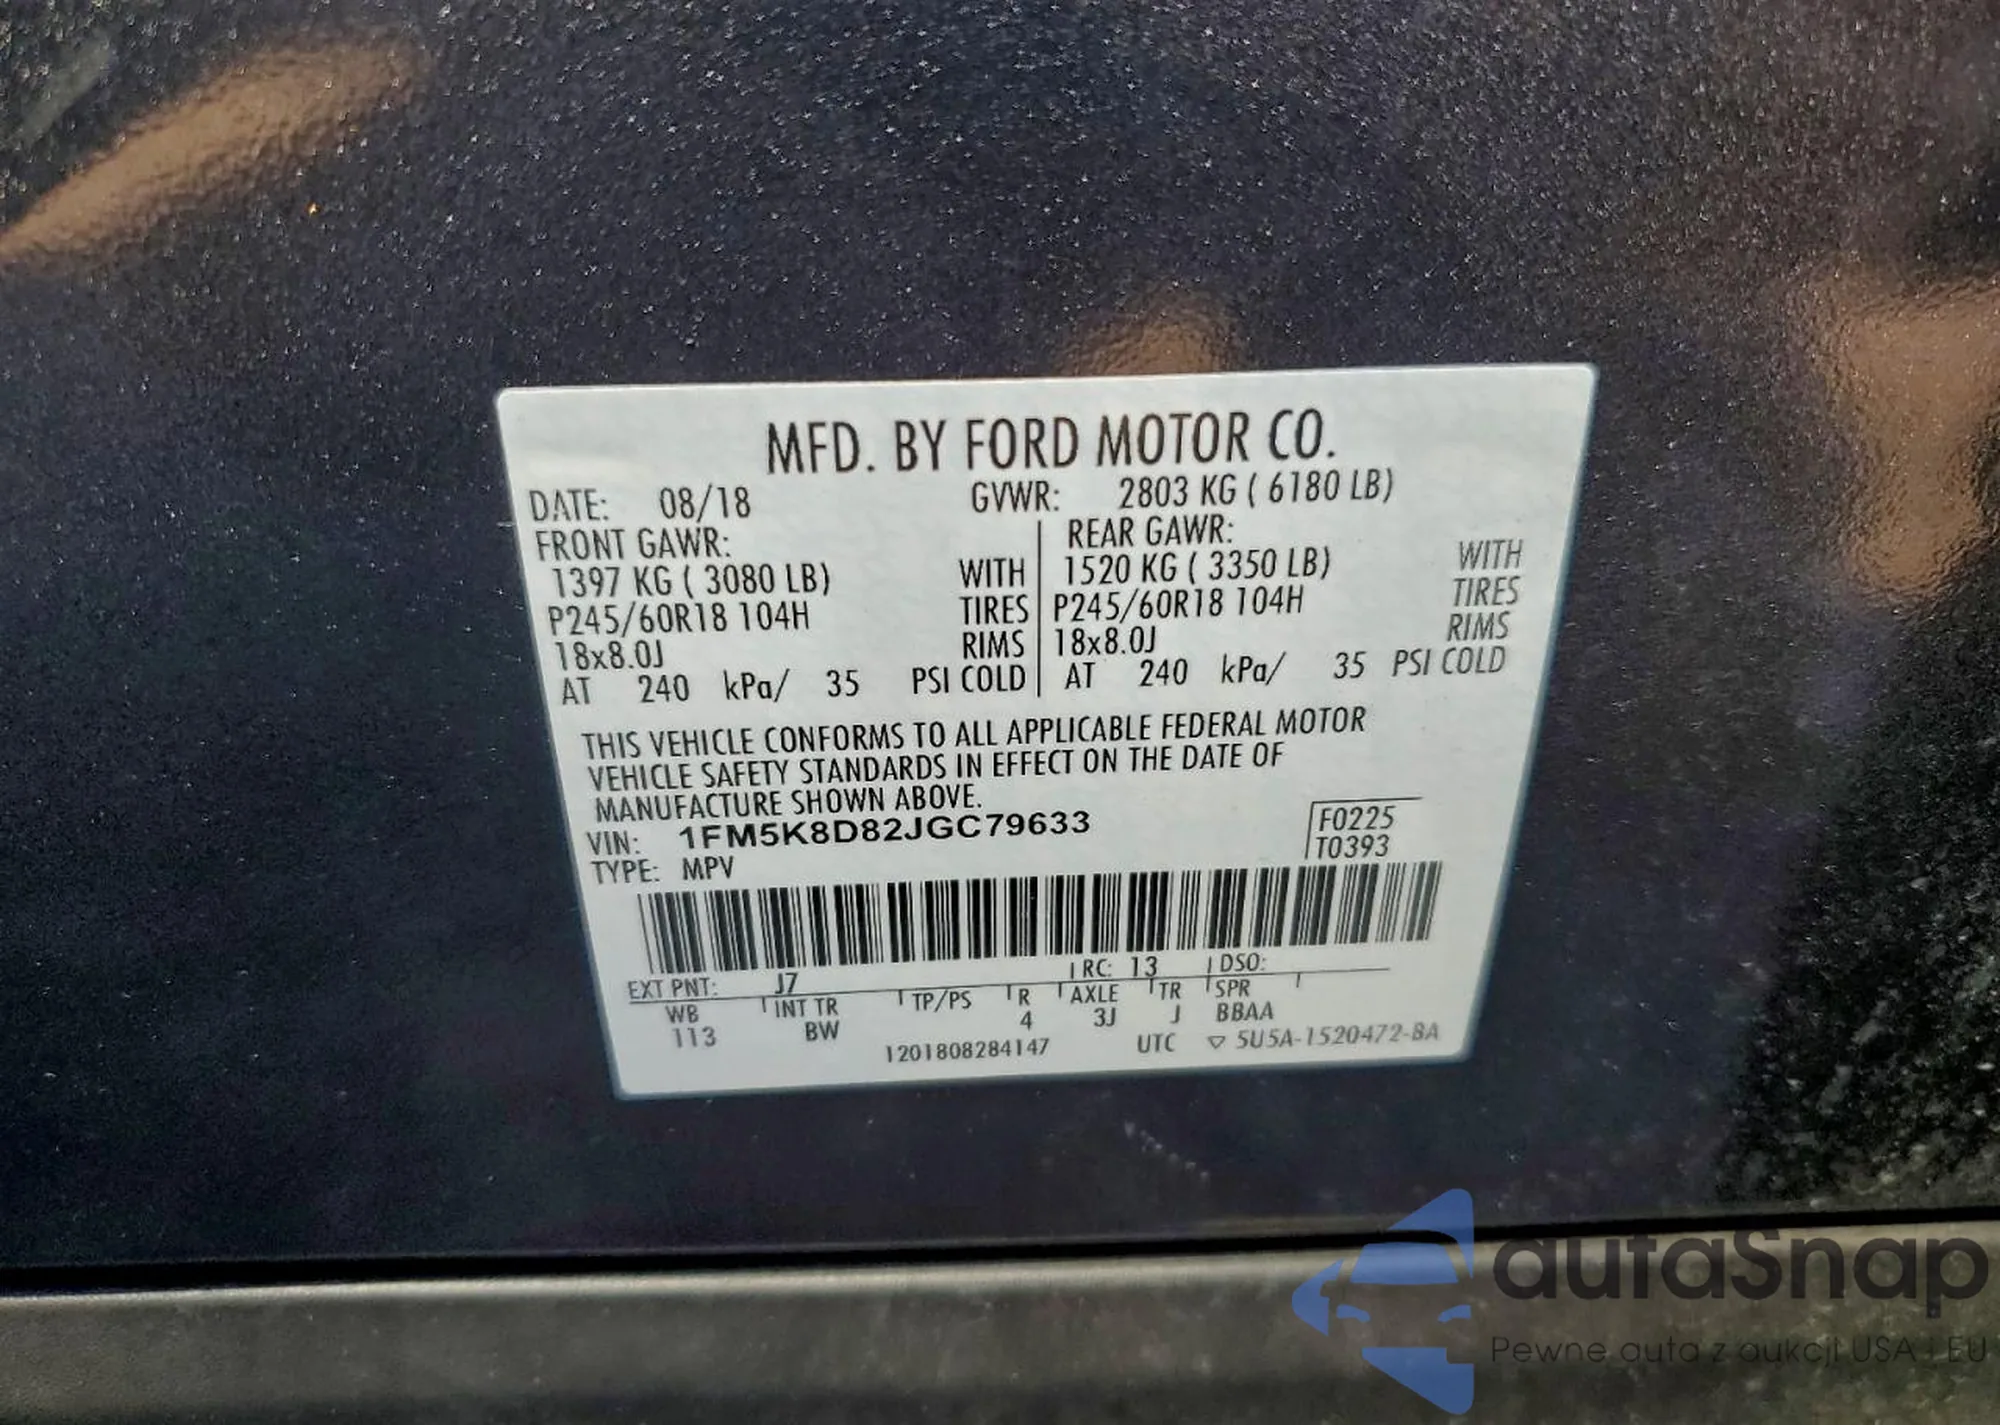 MFD. BY FORD MOTOR CO.
DATE: 08/18 GVWR: 2803 KG ( 6180 LB)
FRONT GAWR: REAR GAWR:
1397 KG ( 3080 LB) WITH 1520 KG ( 3350 LB) WITH
P245/60R18 104H TIRES P245/60R18 104H TIRES
18x8.0J RIMS 18x8.0J RIMS
AT 240 kPa/ 35 PSI COLD AT 240 kPa/ 35 PSI COLD
THIS VEHICLE CONFORMS TO ALL APPLICABLE FEDERAL MOTOR
VEHICLE SAFETY STANDARDS IN EFFECT ON THE DATE OF
MANUFACTURE SHOWN ABOVE.
VIN: 1FM5K8D82JGC79633 F0225
TYPE: MPV T0393
EXT PNT: J7 RC: 13 DSO:
WB INT TR TP/PS R AXLE TR SPR
113 BW 4 3J J BBAA
1201808284147 UTC ▽ 5U5A-1520472-BA
autaSnap
Pewne auta z aukcji USA i EU